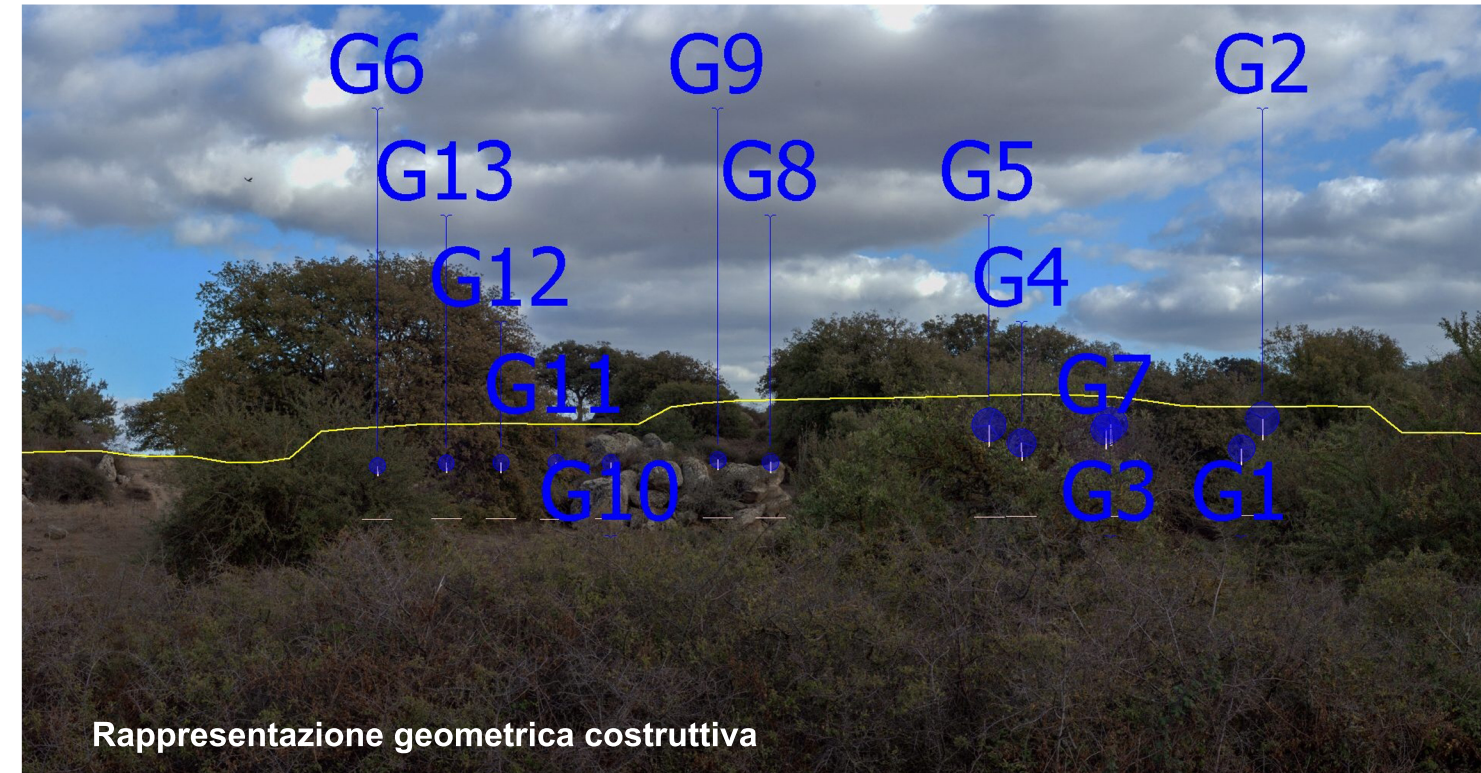 G6 G9 G2
G13 G8 G5
G12 G4
G11 G7
G10 G3 G1
Rappresentazione geometrica costruttiva